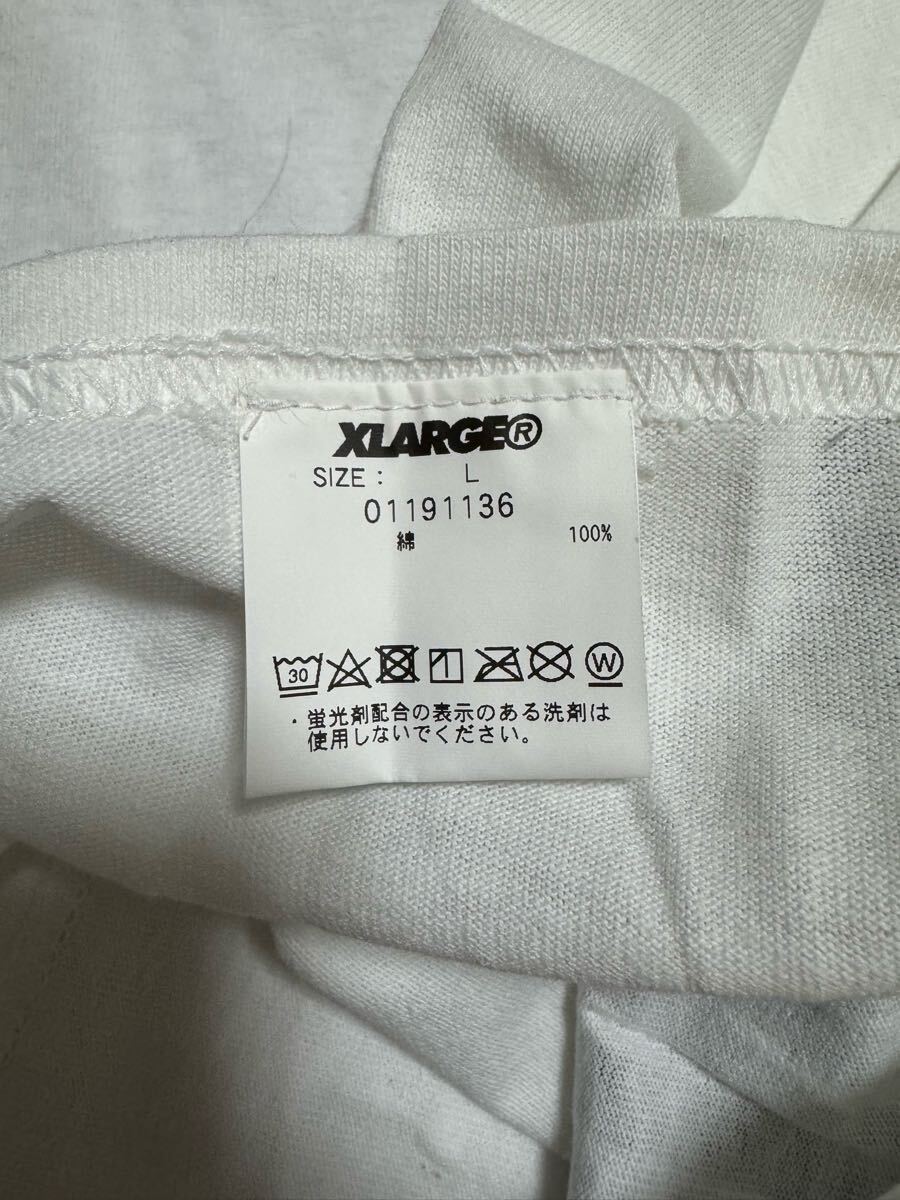 XLARGE®
SIZE : L
01191136
綿 100%
30 W
・蛍光剤配合の表示のある洗剤は
使用しないでください。